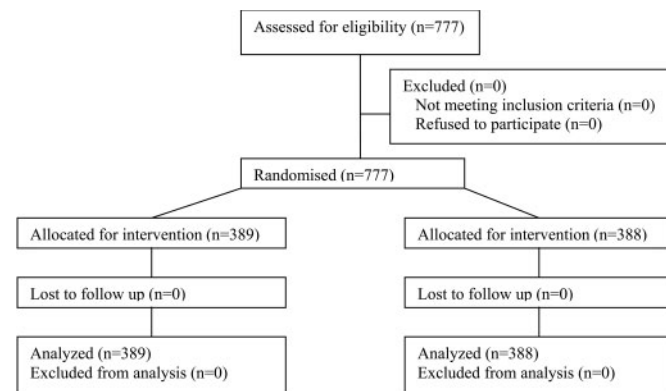 Assessed for eligibility (n=777)
Excluded (n=0)
Not meeting inclusion criteria (n=0)
Refused to participate (n=0)
Randomised (n=777)
Allocated for intervention (n=389)
Allocated for intervention (n=388)
Lost to follow up (n=0)
Lost to follow up (n=0)
Analyzed (n=389)
Excluded from analysis (n=0)
Analyzed (n=388)
Excluded from analysis (n=0)